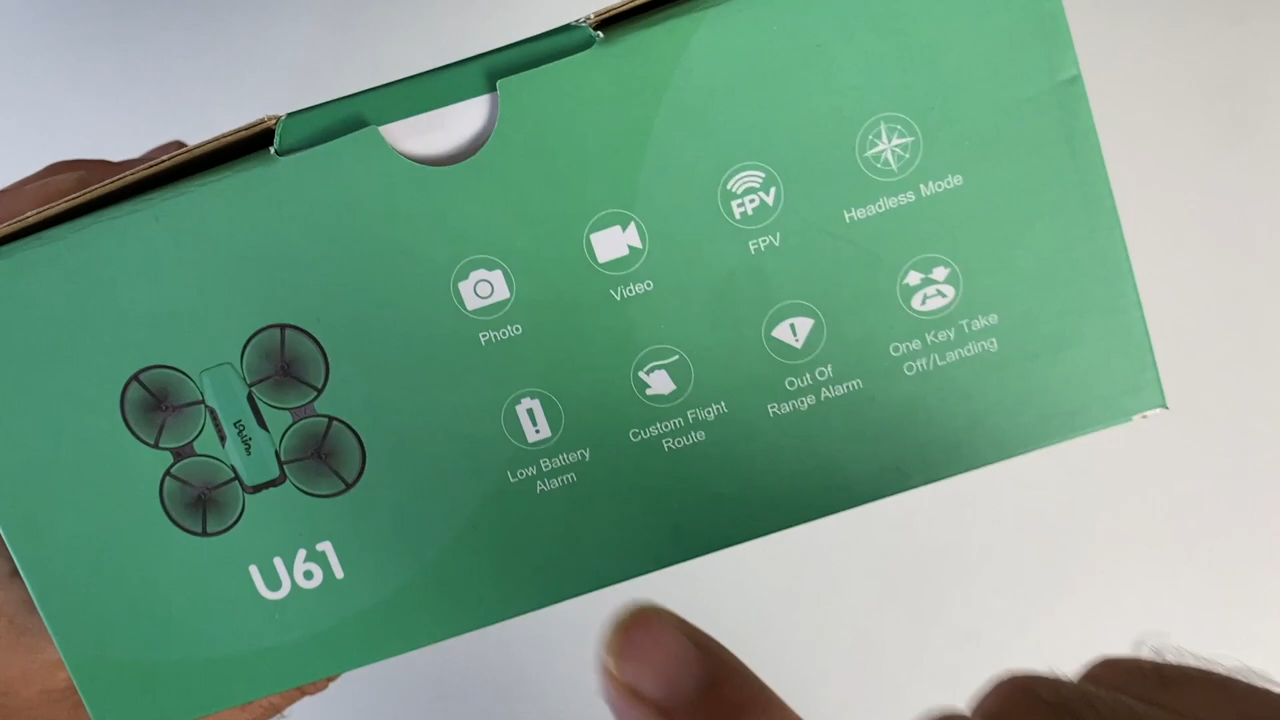 Photo
Video
FPV
FPV
Headless Mode
Low Battery
Alarm
Custom Flight
Route
Out Of
Range Alarm
One Key Take
Off/Landing
U61